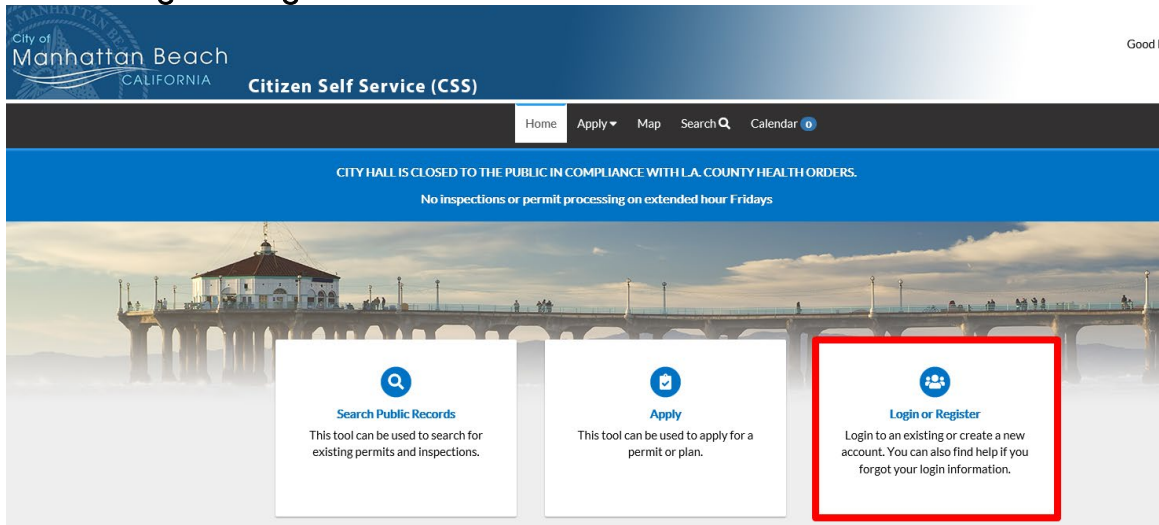 City of
Manhattan Beach
CALIFORNIA
Citizen Self Service (CSS)
Good
Home Apply Map Search Calendar 0
CITY HALL IS CLOSED TO THE PUBLIC IN COMPLIANCE WITH L.A. COUNTY HEALTH ORDERS.
No inspections or permit processing on extended hour Fridays
Search Public Records
This tool can be used to search for
existing permits and inspections.
Apply
This tool can be used to apply for a
permit or plan.
Login or Register
Login to an existing or create a new
account. You can also find help if you
forgot your login information.